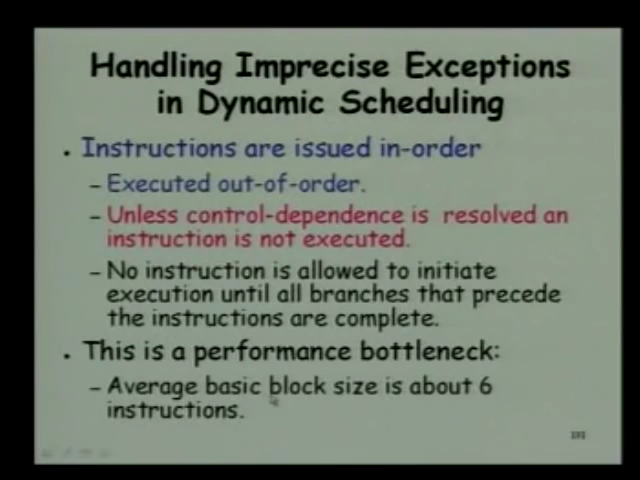 Handling Imprecise Exceptions
in Dynamic Scheduling
. Instructions are issued in-order
– Executed out-of-order.
– Unless control-dependence is resolved an
instruction is not executed.
– No instruction is allowed to initiate
execution until all branches that precede
the instructions are complete.
. This is a performance bottleneck:
– Average basic block size is about 6
instructions.